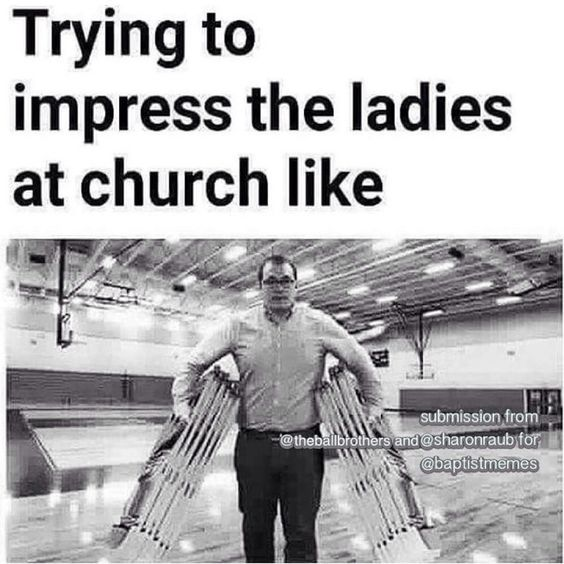 Trying to
impress the ladies
at church like
submission from
@theballbrothers and @sharonraub for
@baptistmemes